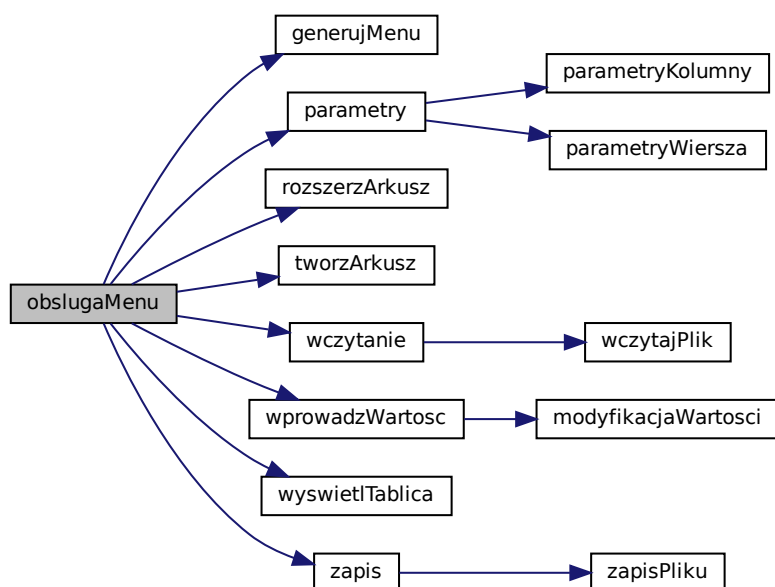 generujMenu
parametryKolumny
parametry
parametryWiersza
rozszerzArkusz
tworzArkusz
obslugaMenu
wczytanie
wczytajPlik
wprowadzWartosc
modyfikacjaWartosci
wyswietlTablica
zapis
zapisPliku